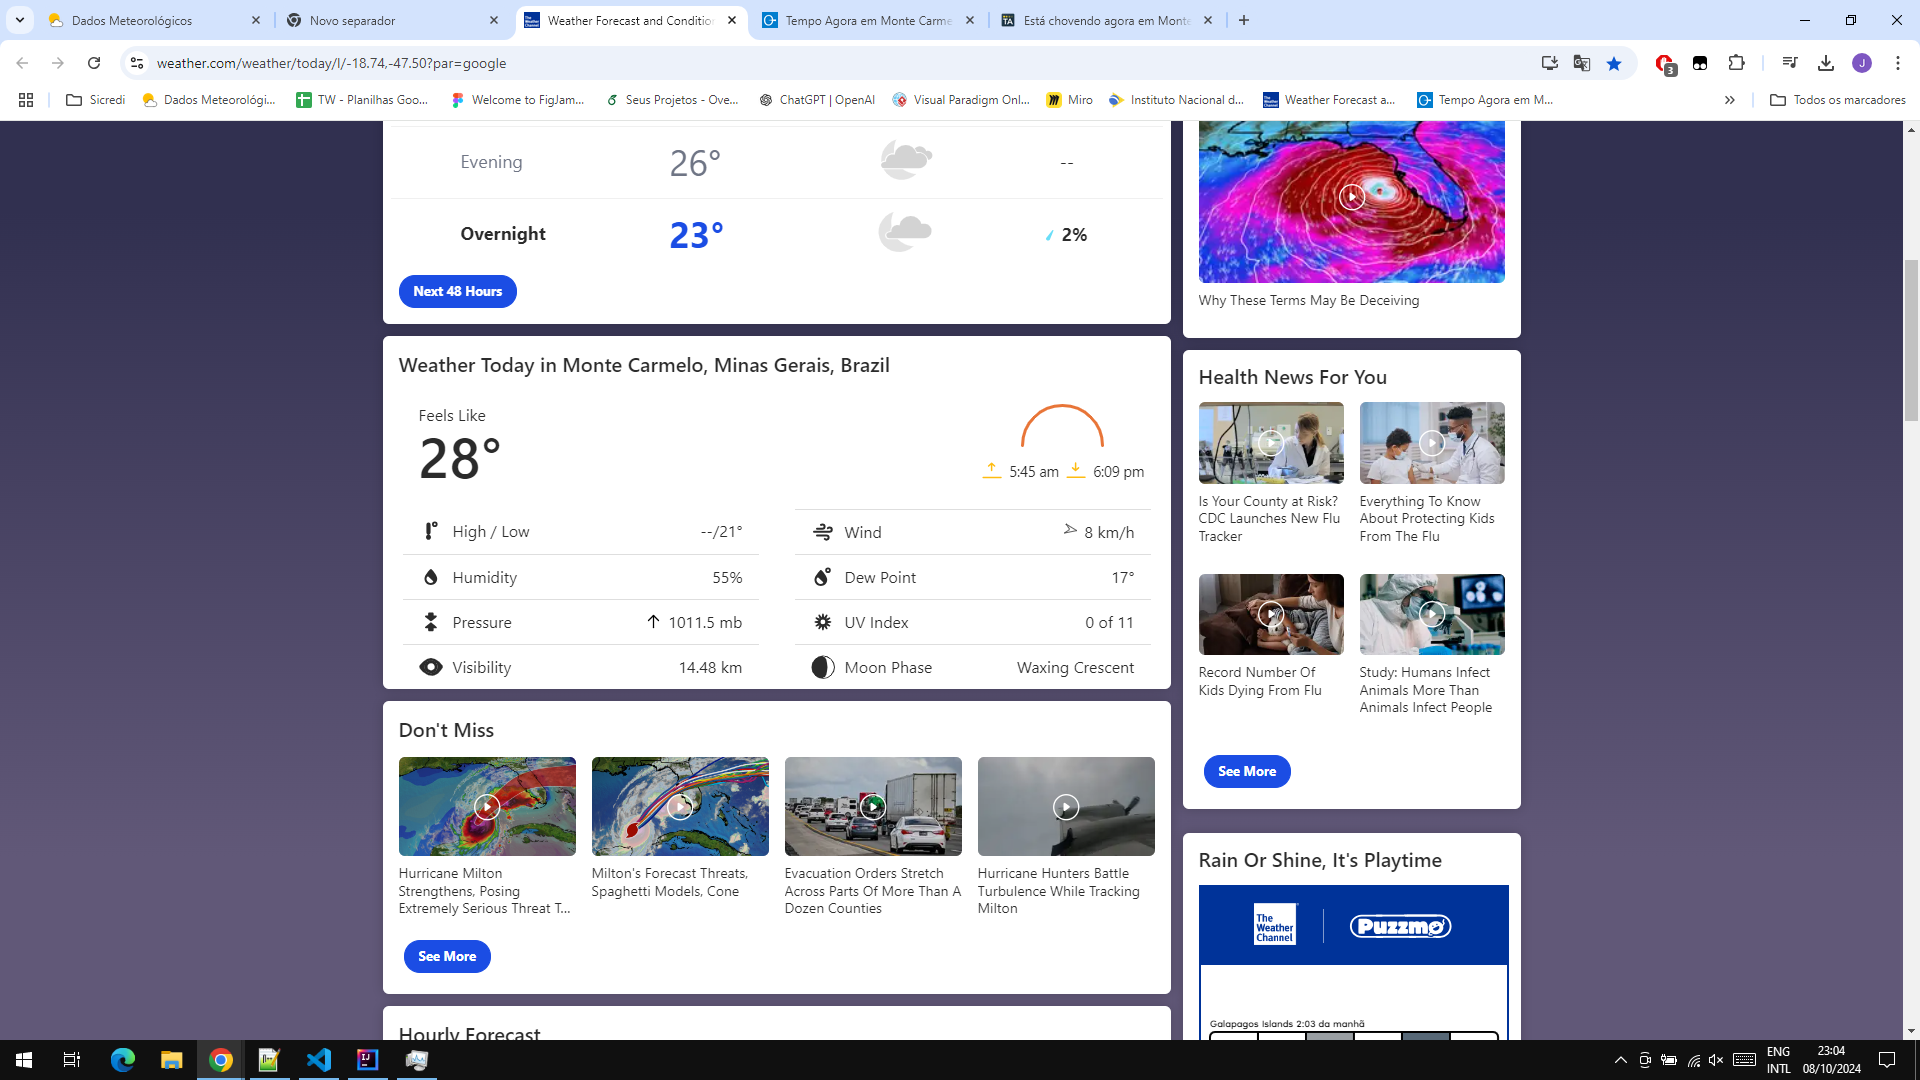 Dados Meteorológicos
Novo separador
Weather Forecast and Conditior
Tempo Agora em Monte Carme
Está chovendo agora em Monte
weather.com/weather/today/l/-18.74,-47.50?par=google
3
J
Sicredi
Dados Meteorológi...
TW - Planilhas Goo...
Welcome to FigJam...
Seus Projetos - Ove...
ChatGPT | OpenAI
Visual Paradigm Onl...
Miro
Instituto Nacional d...
Weather Forecast a...
Tempo Agora em M...
Todos os marcadores
Evening
26°
--
Overnight
23°
2%
Next 48 Hours
Weather Today in Monte Carmelo, Minas Gerais, Brazil
Feels Like
28°
5:45 am
6:09 pm
High / Low
--/21°
Wind
8 km/h
Humidity
55%
Dew Point
17°
Pressure
1011.5 mb
UV Index
0 of 11
Visibility
14.48 km
Moon Phase
Waxing Crescent
Don't Miss
Hurricane Milton
Strengthens, Posing
Extremely Serious Threat T...
Milton's Forecast Threats,
Spaghetti Models, Cone
Evacuation Orders Stretch
Across Parts Of More Than A
Dozen Counties
Hurricane Hunters Battle
Turbulence While Tracking
Milton
See More
Hourly Forecast
Why These Terms May Be Deceiving
Health News For You
Is Your County at Risk?
CDC Launches New Flu
Tracker
Everything To Know
About Protecting Kids
From The Flu
Record Number Of
Kids Dying From Flu
Study: Humans Infect
Animals More Than
Animals Infect People
See More
Rain Or Shine, It's Playtime
The
Weather
Channel
Puzzmo
Galapagos Islands 2:03 da manhã
ENG
INTL
23:04
08/10/2024